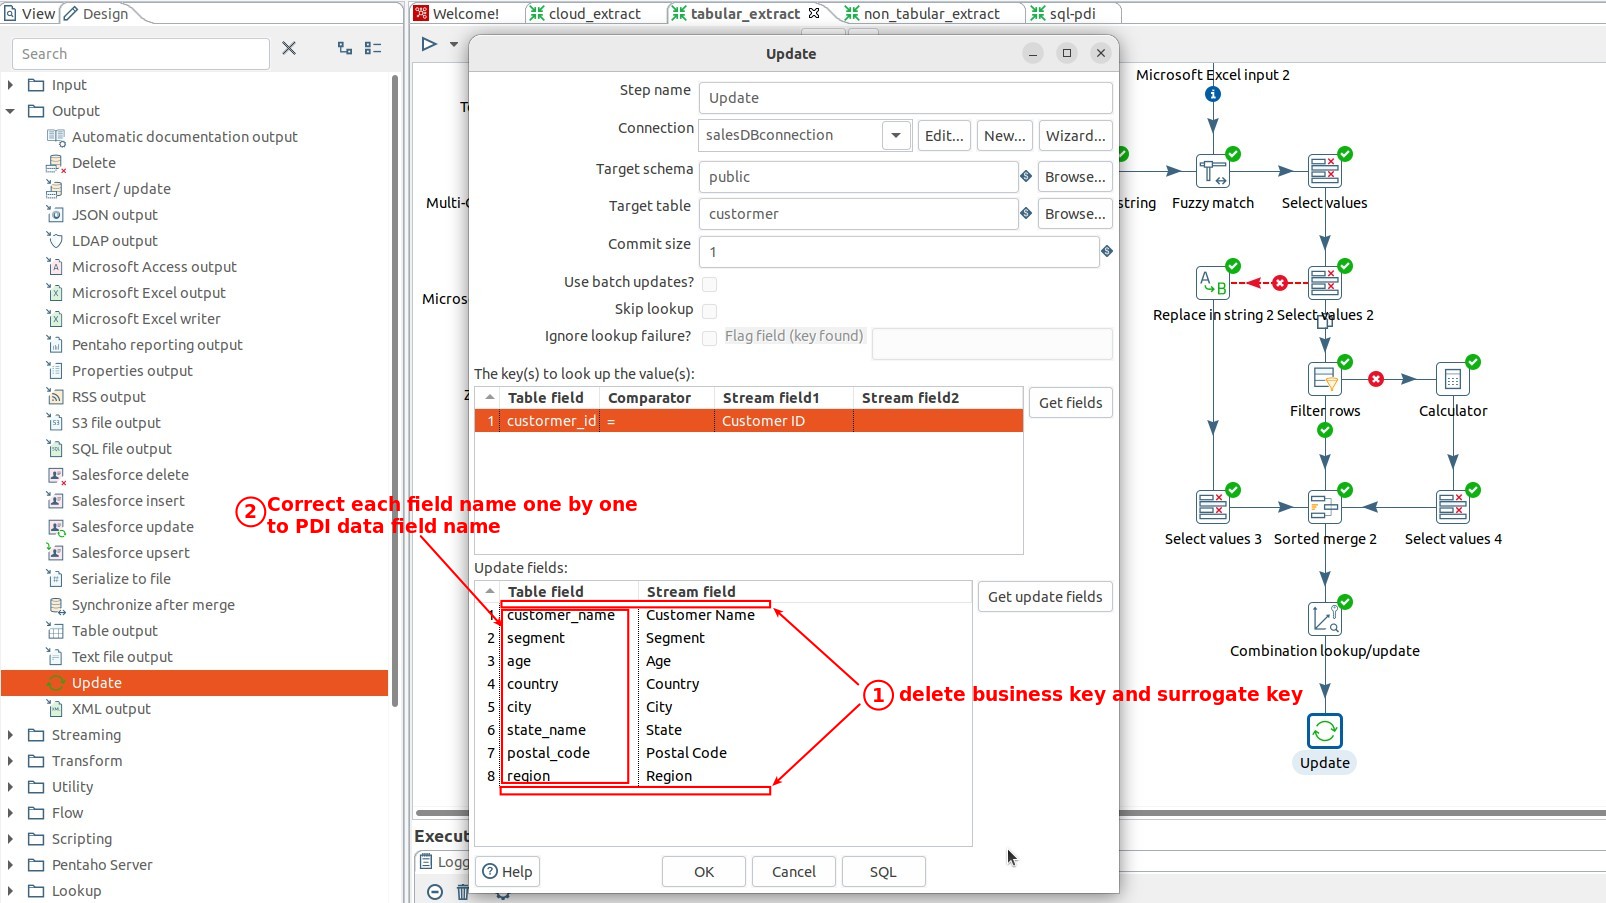 View
Design
Search
Input
Output
Automatic documentation output
Delete
Insert / update
JSON output
LDAP output
Microsoft Access output
Microsoft Excel output
Microsoft Excel writer
Pentaho reporting output
Properties output
RSS output
S3 file output
SQL file output
Salesforce delete
Salesforce insert
Salesforce update
Salesforce upsert
Serialize to file
Synchronize after merge
Table output
Text file output
Update
XML output
Streaming
Transform
Utility
Flow
Scripting
Pentaho Server
Lookup
Welcome!
cloud_extract
tabular_extract
non_tabular_extract
sql-pdi
Multi-
Micros
Execut
Logg
Update
Step name
Update
Connection
salesDBconnection
Edit...
New...
Wizard...
Target schema
public
Browse...
Target table
custormer
Browse...
Commit size
1
Use batch updates?
Skip lookup
Ignore lookup failure?
Flag field (key found)
The key(s) to look up the value(s):
Table field Comparator Stream field1 Stream field2
1 custormer_id = Customer ID
Get fields
② Correct each field name one by one
to PDI data field name
Update fields:
Table field Stream field
1 customer_name Customer Name
2 segment Segment
3 age Age
4 country Country
5 city City
6 state_name State
7 postal_code Postal Code
8 region Region
Get update fields
① delete business key and surrogate key
Help
OK
Cancel
SQL
Microsoft Excel input 2
string
Fuzzy match
Select values
Replace in string 2
Select values 2
Filter rows
Calculator
Select values 3
Sorted merge 2
Select values 4
Combination lookup/update
Update